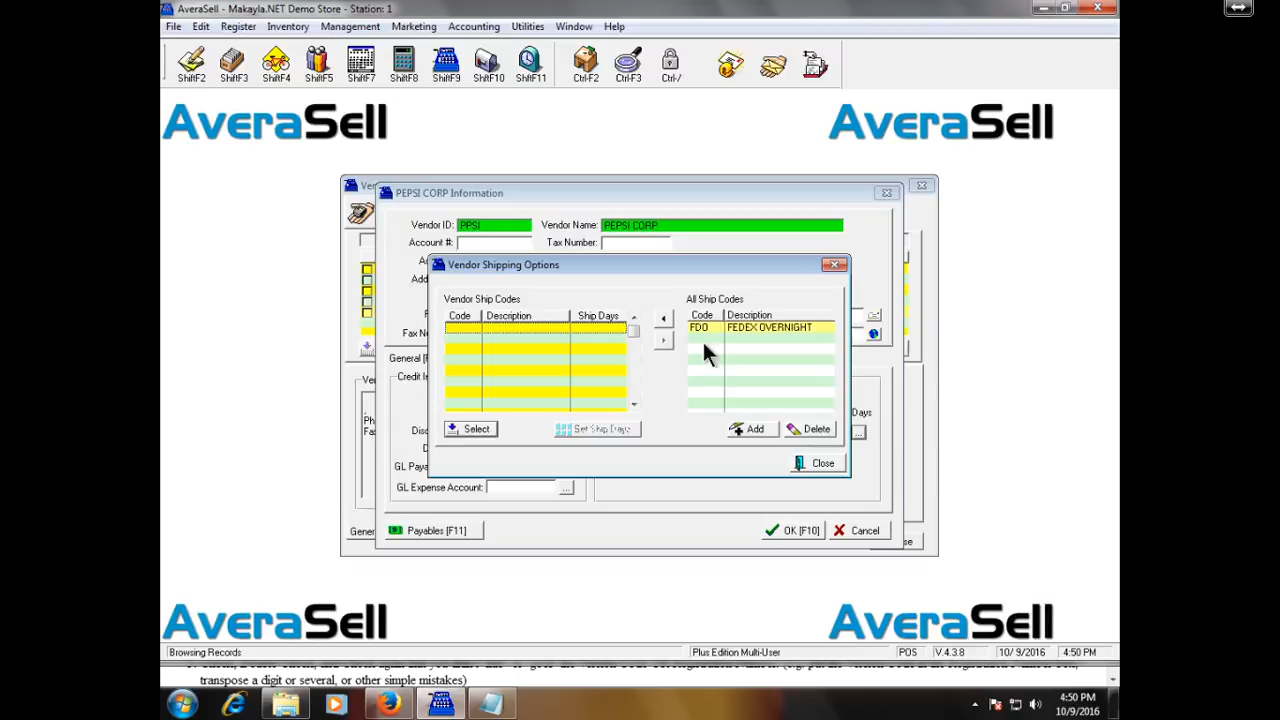 AveraSell - Makayla.NET Demo Store - Station: 1
File Edit Register Inventory Management Marketing Accounting Utilities Window Help
ShiftF2 ShiftF3 ShiftF4 ShiftF5 ShiftF7 ShiftF8 ShiftF9 ShiftF10 ShiftF11 Ctrl-F2 Ctrl-F3 Ctrl-/
AveraSell AveraSell
PEPSI CORP Information
Vendor ID: PPSI Vendor Name: PEPSI CORP
Account #: Tax Number:
Vendor Shipping Options
Vendor Ship Codes All Ship Codes
Code Description Ship Days Code Description
FDO FEDEX OVERNIGHT
Fax
General
Credit
Days
Select Set Ship Days Add Delete
Close
GL Expense Account: ...
Payables [F11] OK [F10] Cancel
AveraSell AveraSell
Browsing Records Plus Edition Multi-User POS V.4.3.8 10/ 9/2016 4:50 PM
transpose a digit or several, or other simple mistakes)
4:50 PM
10/9/2016